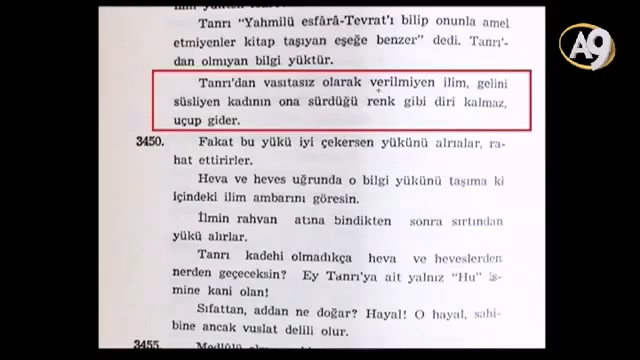 A9
Tanrı "Yahmilü esfârâ-Tevrat'ı bilip onunla amel
etmiyenler kitap taşıyan eşeğe benzer" dedi. Tanrı'-
dan olmıyan bilgi yüktür.
Tanrı'dan vasıtasız olarak verilmiyen ilim, gelini
süsliyen kadının ona sürdüğü renk gibi diri kalmaz,
uçup gider.
3450. Fakat bu yükü iyi çekersen yükünü alırlar, ra-
hat ettirirler.
Heva ve heves uğrunda o bilgi yükünü taşıma ki
içindeki ilim ambarını göresin.
İlmin rahvan atına bindikten sonra sırtından
yükü alırlar.
Tanrı kadehi olmadıkça heva ve heveslerden
nerden geçeceksin? Ey Tanrı'ya ait yalnız "Hu" is-
mine kani olan!
Sıfattan, addan ne doğar? Hayal! O hayal, sahi-
bine ancak vuslat delili olur.
3455.